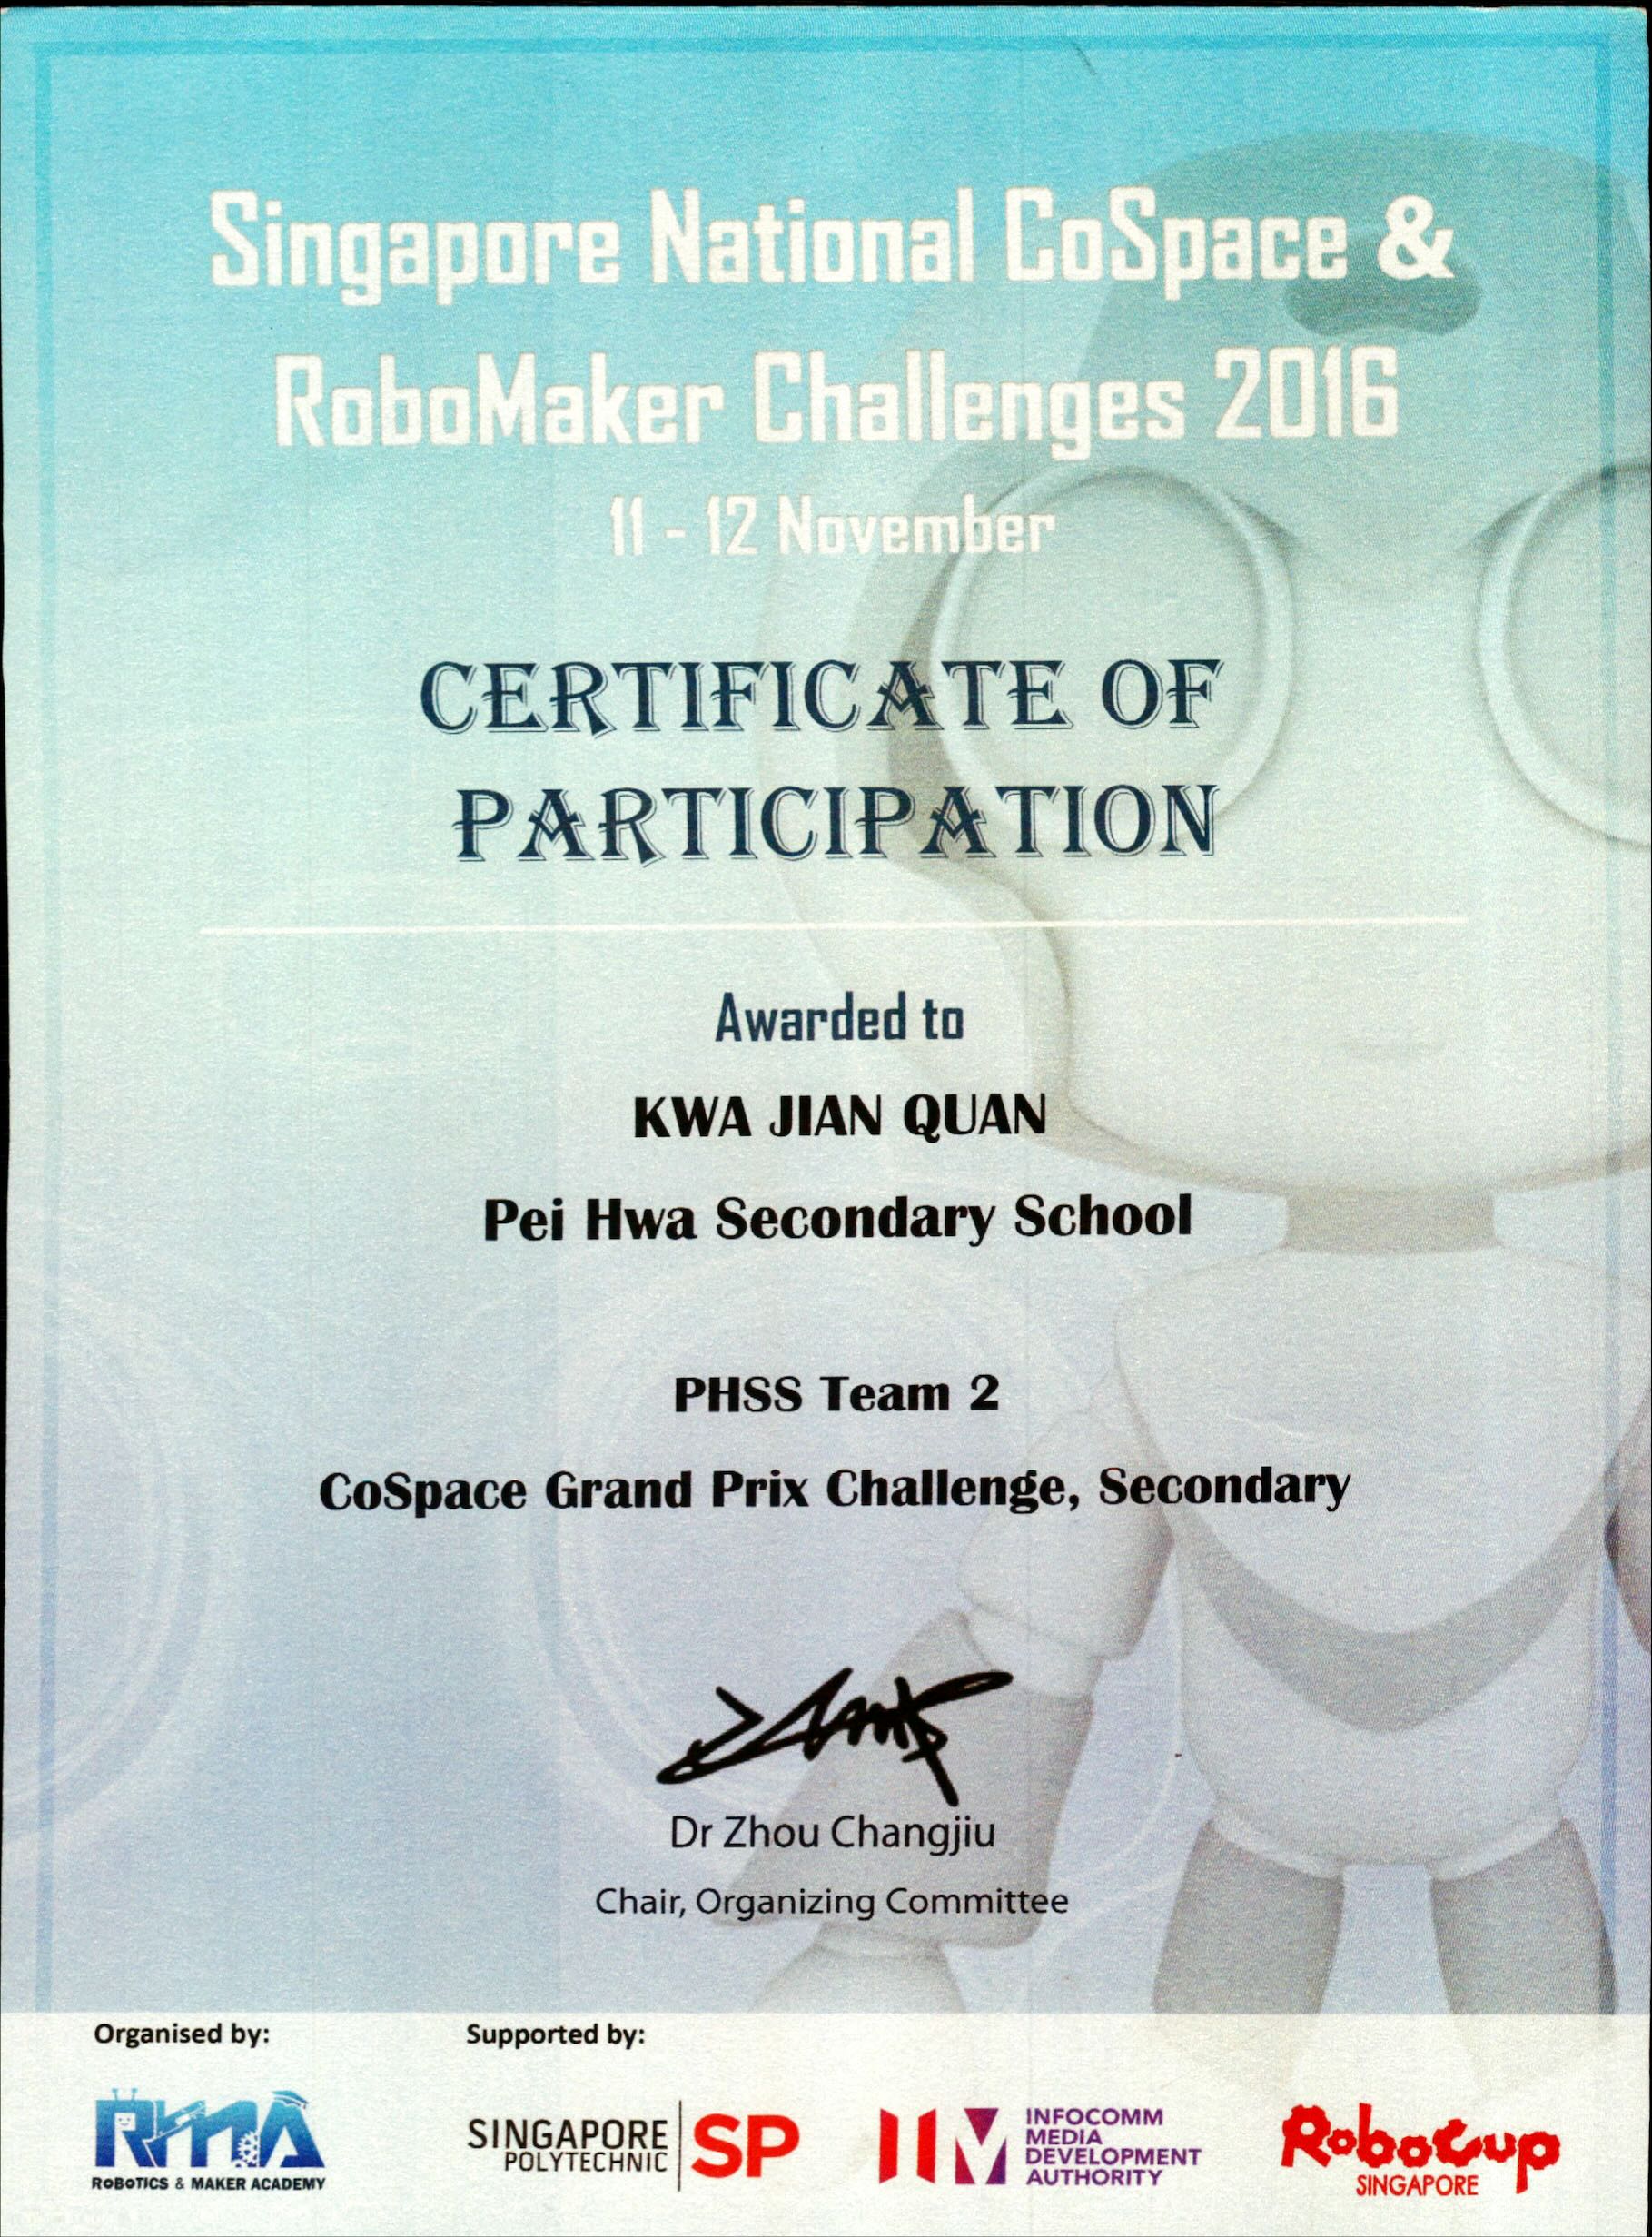 Singapore National CoSpace &
RoboMaker Challenges 2016
11 - 12 November
CERTIFICATE OF
PARTICIPATION
Awarded to
KWA JIAN QUAN
Pei Hwa Secondary School
PHSS Team 2
CoSpace Grand Prix Challenge, Secondary
Dr Zhou Changjiu
Chair, Organizing Committee
Organised by:
Supported by:
RMA
ROBOTICS & MAKER ACADEMY
SINGAPORE
POLYTECHNIC
SP
INFOCOMM
MEDIA
DEVELOPMENT
AUTHORITY
RoboCup
SINGAPORE